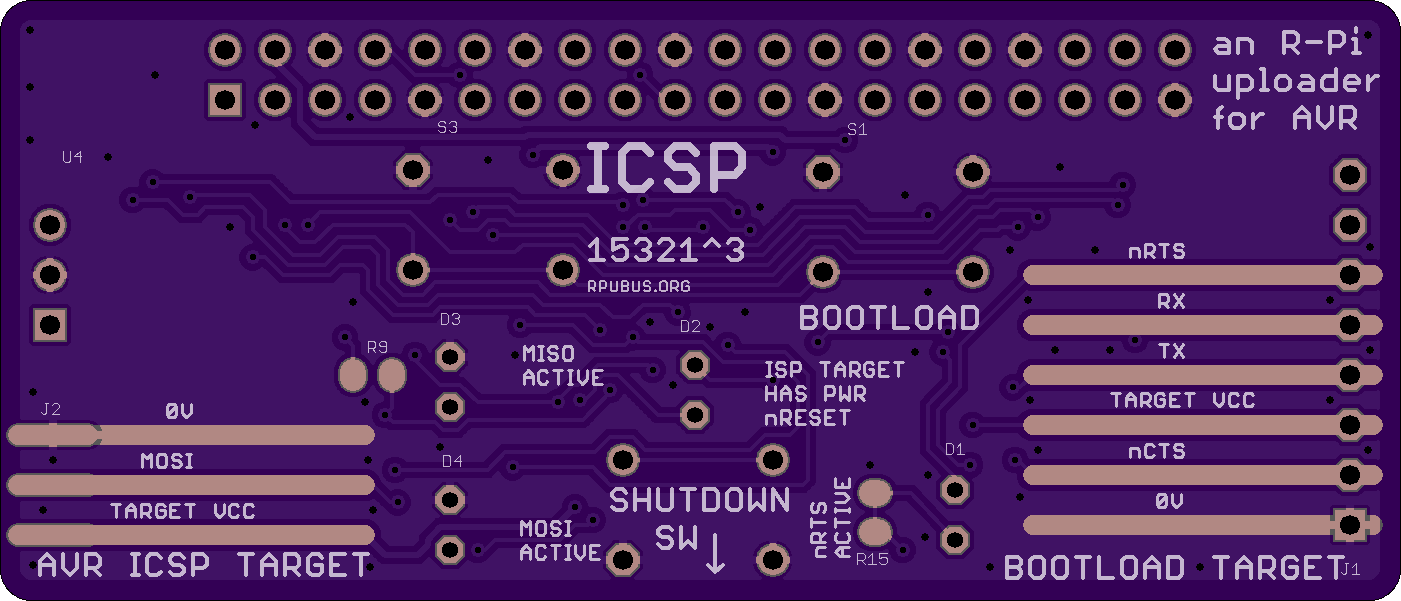 an R-Pi
uploader
for AVR
S3
S1
U4
ICSP
15321^3
RPUBUS.ORG
nRTS
RX
BOOTLOAD
D3
D2
R9
TX
MISO
ACTIVE
ISP TARGET
HAS PWR
nRESET
TARGET VCC
J2
0V
MOSI
TARGET VCC
AVR ICSP TARGET
D4
D1
nCTS
0V
SHUTDOWN
SW
MOSI
ACTIVE
nRTS
ACTIVE
R15
BOOTLOAD TARGET
J1